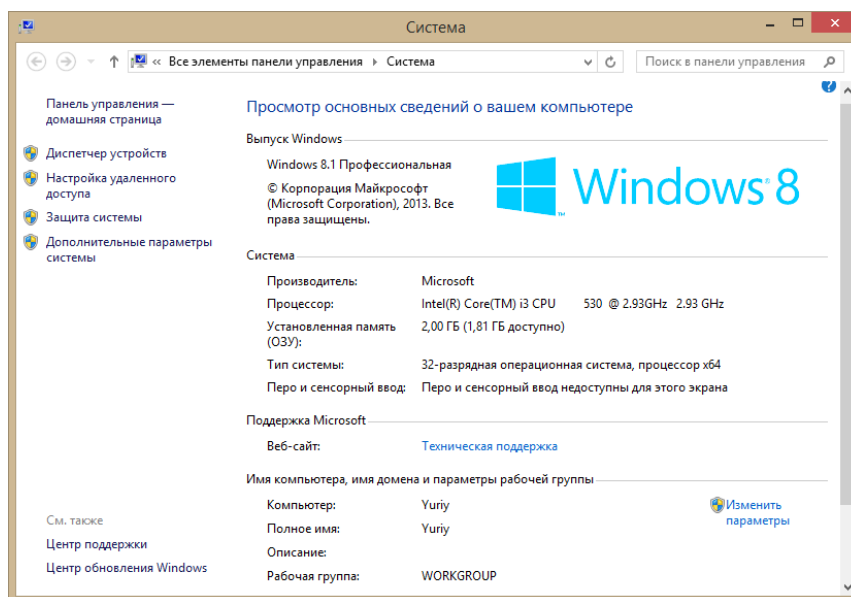 Система
« Все элементы панели управления ▸ Система
Поиск в панели управления
Панель управления —
домашняя страница
Диспетчер устройств
Настройка удаленного
доступа
Защита системы
Дополнительные параметры
системы
Просмотр основных сведений о вашем компьютере
Выпуск Windows
Windows 8.1 Профессиональная
© Корпорация Майкрософт
(Microsoft Corporation), 2013. Все
права защищены.
Windows 8
Система
Производитель: Microsoft
Процессор: Intel(R) Core(TM) i3 CPU 530 @ 2.93GHz 2.93 GHz
Установленная память 2,00 ГБ (1,81 ГБ доступно)
(ОЗУ):
Тип системы: 32-разрядная операционная система, процессор x64
Перо и сенсорный ввод: Перо и сенсорный ввод недоступны для этого экрана
Поддержка Microsoft
Веб-сайт: Техническая поддержка
Имя компьютера, имя домена и параметры рабочей группы
Компьютер: Yuriy
Изменить
параметры
Полное имя: Yuriy
Описание:
Рабочая группа: WORKGROUP
См. также
Центр поддержки
Центр обновления Windows